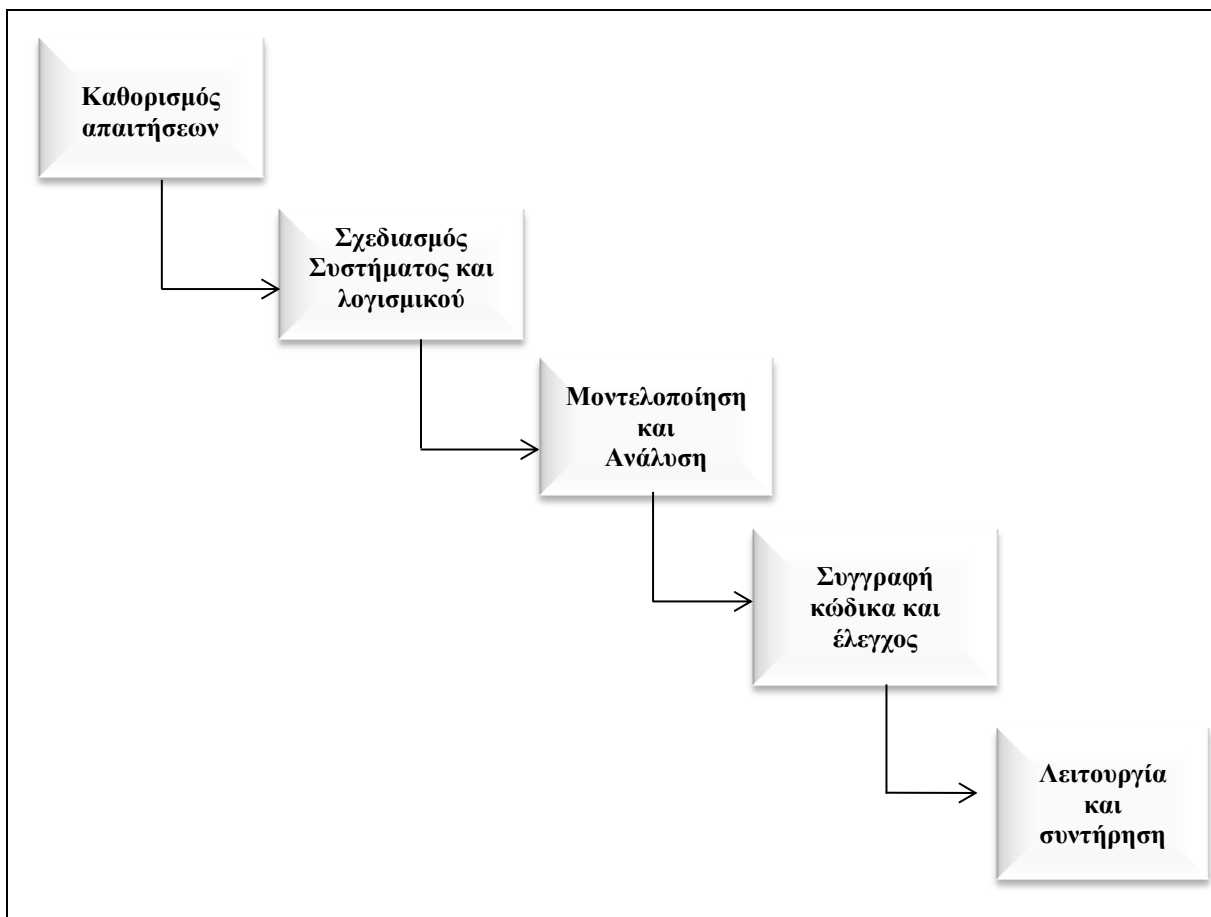 Καθορισμός
απαιτήσεων
Σχεδιασμός
Συστήματος και
λογισμικού
Μοντελοποίηση
και
Ανάλυση
Συγγραφή
κώδικα και
έλεγχος
Λειτουργία
και
συντήρηση